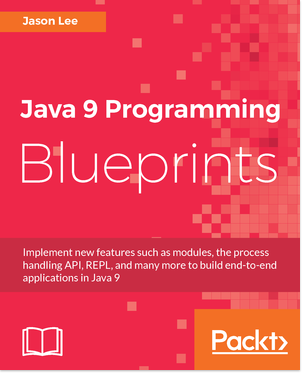 Jason Lee
Java 9 Programming
Blueprints
Implement new features such as modules, the process
handling API, REPL, and many more to build end-to-end
applications in Java 9
Packt>